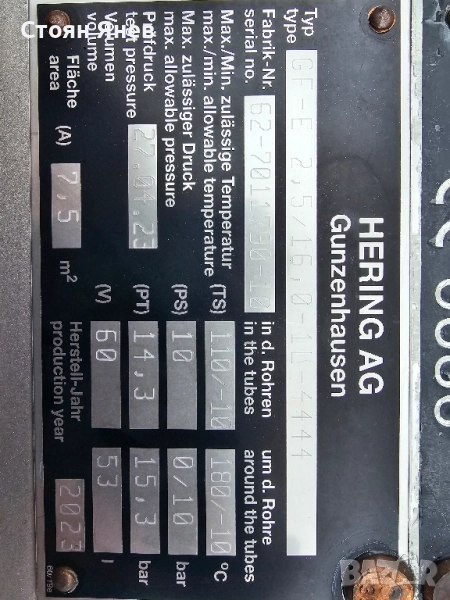 Стоян Янев
HERING AG
Gunzenhausen
Typ
type
GF-E 2,5/16,0-1L-4444
Fabrik-Nr.
serial no.
in d. Rohren
in the tubes
um d. Rohre
around the tubes
Max./Min. zulässige Temperatur
max./min. allowable temperature
(TS) 110/-10 180/-10 °C
Max. zulässiger Druck
max. allowable pressure
(PS) 10 0/10 bar
Prüfdruck
test pressure
27.04.23 (PT) 14,3 15,3 bar
Volumen
volume
(V) 60 53 l
Fläche
area
(A) 7,5 m²
Herstell-Jahr
production year
2023
BAZAR